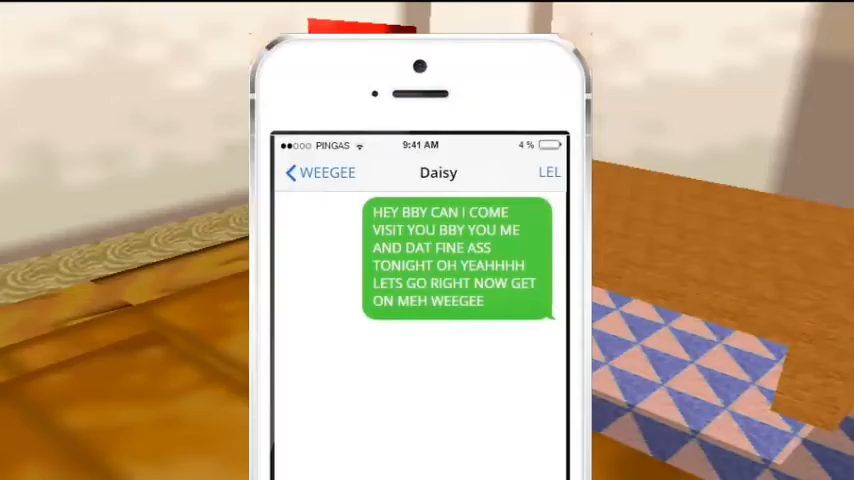 PINGAS 9:41 AM 4 %
WEEGEE Daisy LEL
HEY BBY CAN I COME
VISIT YOU BBY YOU ME
AND DAT FINE ASS
TONIGHT OH YEAHHHH
LETS GO RIGHT NOW GET
ON MEH WEEGEE